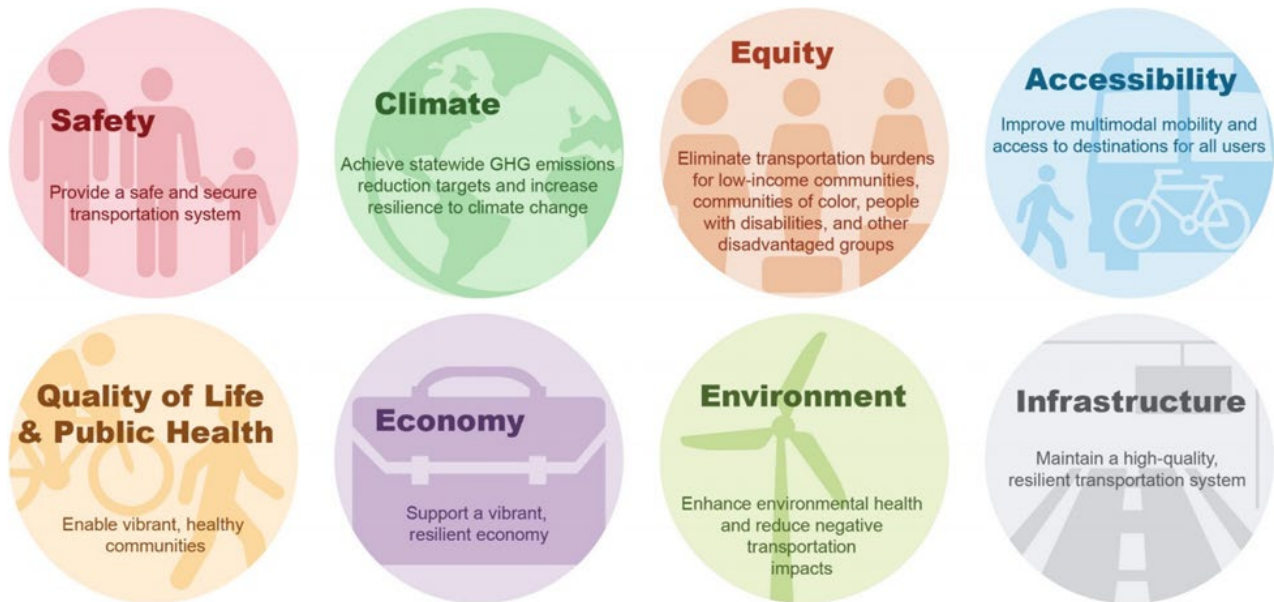 Safety
Provide a safe and secure
transportation system
Climate
Achieve statewide GHG emissions
reduction targets and increase
resilience to climate change
Equity
Eliminate transportation burdens
for low-income communities,
communities of color, people
with disabilities, and other
disadvantaged groups
Accessibility
Improve multimodal mobility and
access to destinations for all users
Quality of Life
& Public Health
Enable vibrant, healthy
communities
Economy
Support a vibrant,
resilient economy
Environment
Enhance environmental health
and reduce negative
transportation
impacts
Infrastructure
Maintain a high-quality,
resilient transportation system